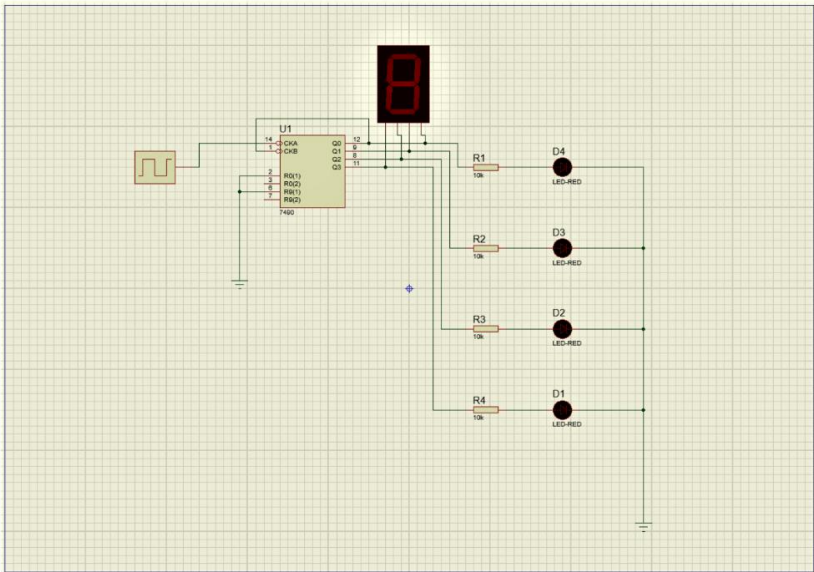 U1
14 CKA Q0 12
1 CKB Q1 9
Q2 8
Q3 11
2 R0(1)
3 R0(2)
6 R9(1)
7 R9(2)
7490
R1
10k
D4
LED-RED
R2
10k
D3
LED-RED
R3
10k
D2
LED-RED
R4
10k
D1
LED-RED